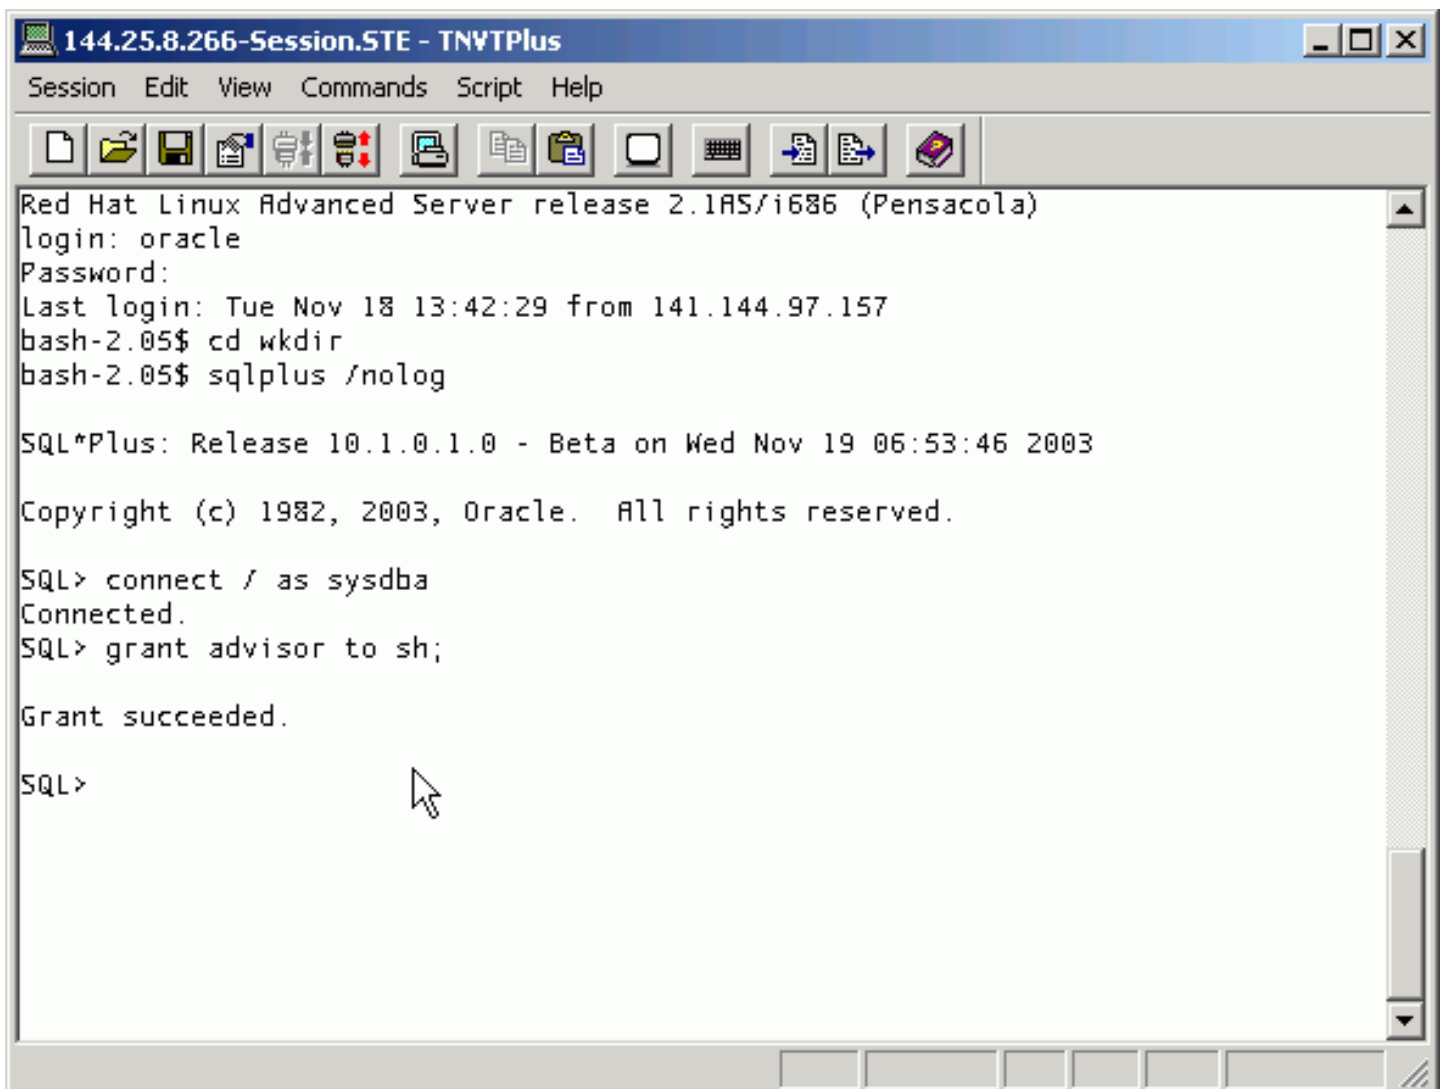 144.25.8.266-Session.STE - TNVTPlus
Session Edit View Commands Script Help
Red Hat Linux Advanced Server release 2.1AS/i686 (Pensacola)
login: oracle
Password:
Last login: Tue Nov 18 13:42:29 from 141.144.97.157
bash-2.05$ cd wkdir
bash-2.05$ sqlplus /nolog
SQL*Plus: Release 10.1.0.1.0 - Beta on Wed Nov 19 06:53:46 2003
Copyright (c) 1982, 2003, Oracle.  All rights reserved.
SQL> connect / as sysdba
Connected.
SQL> grant advisor to sh;
Grant succeeded.
SQL>